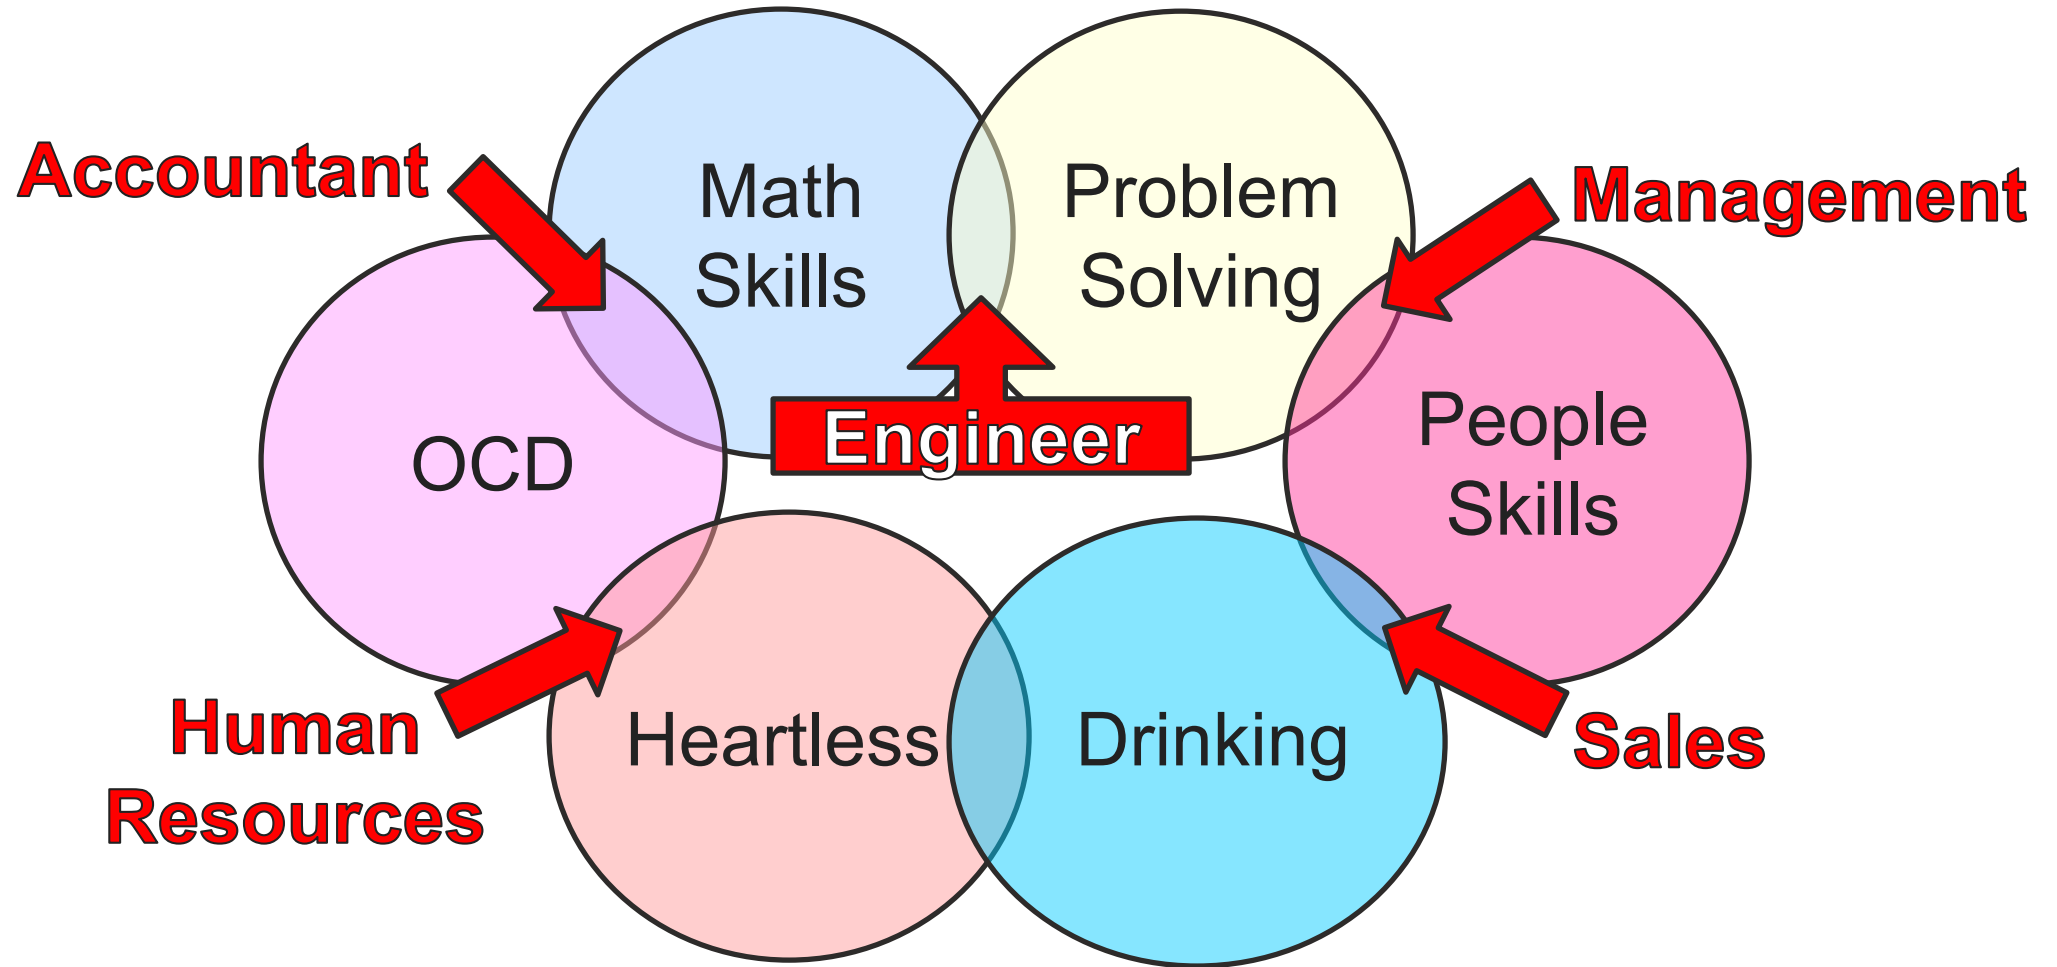 Accountant
Math
Skills
Problem
Solving
Management
OCD
Engineer
People
Skills
Human
Resources
Heartless
Drinking
Sales